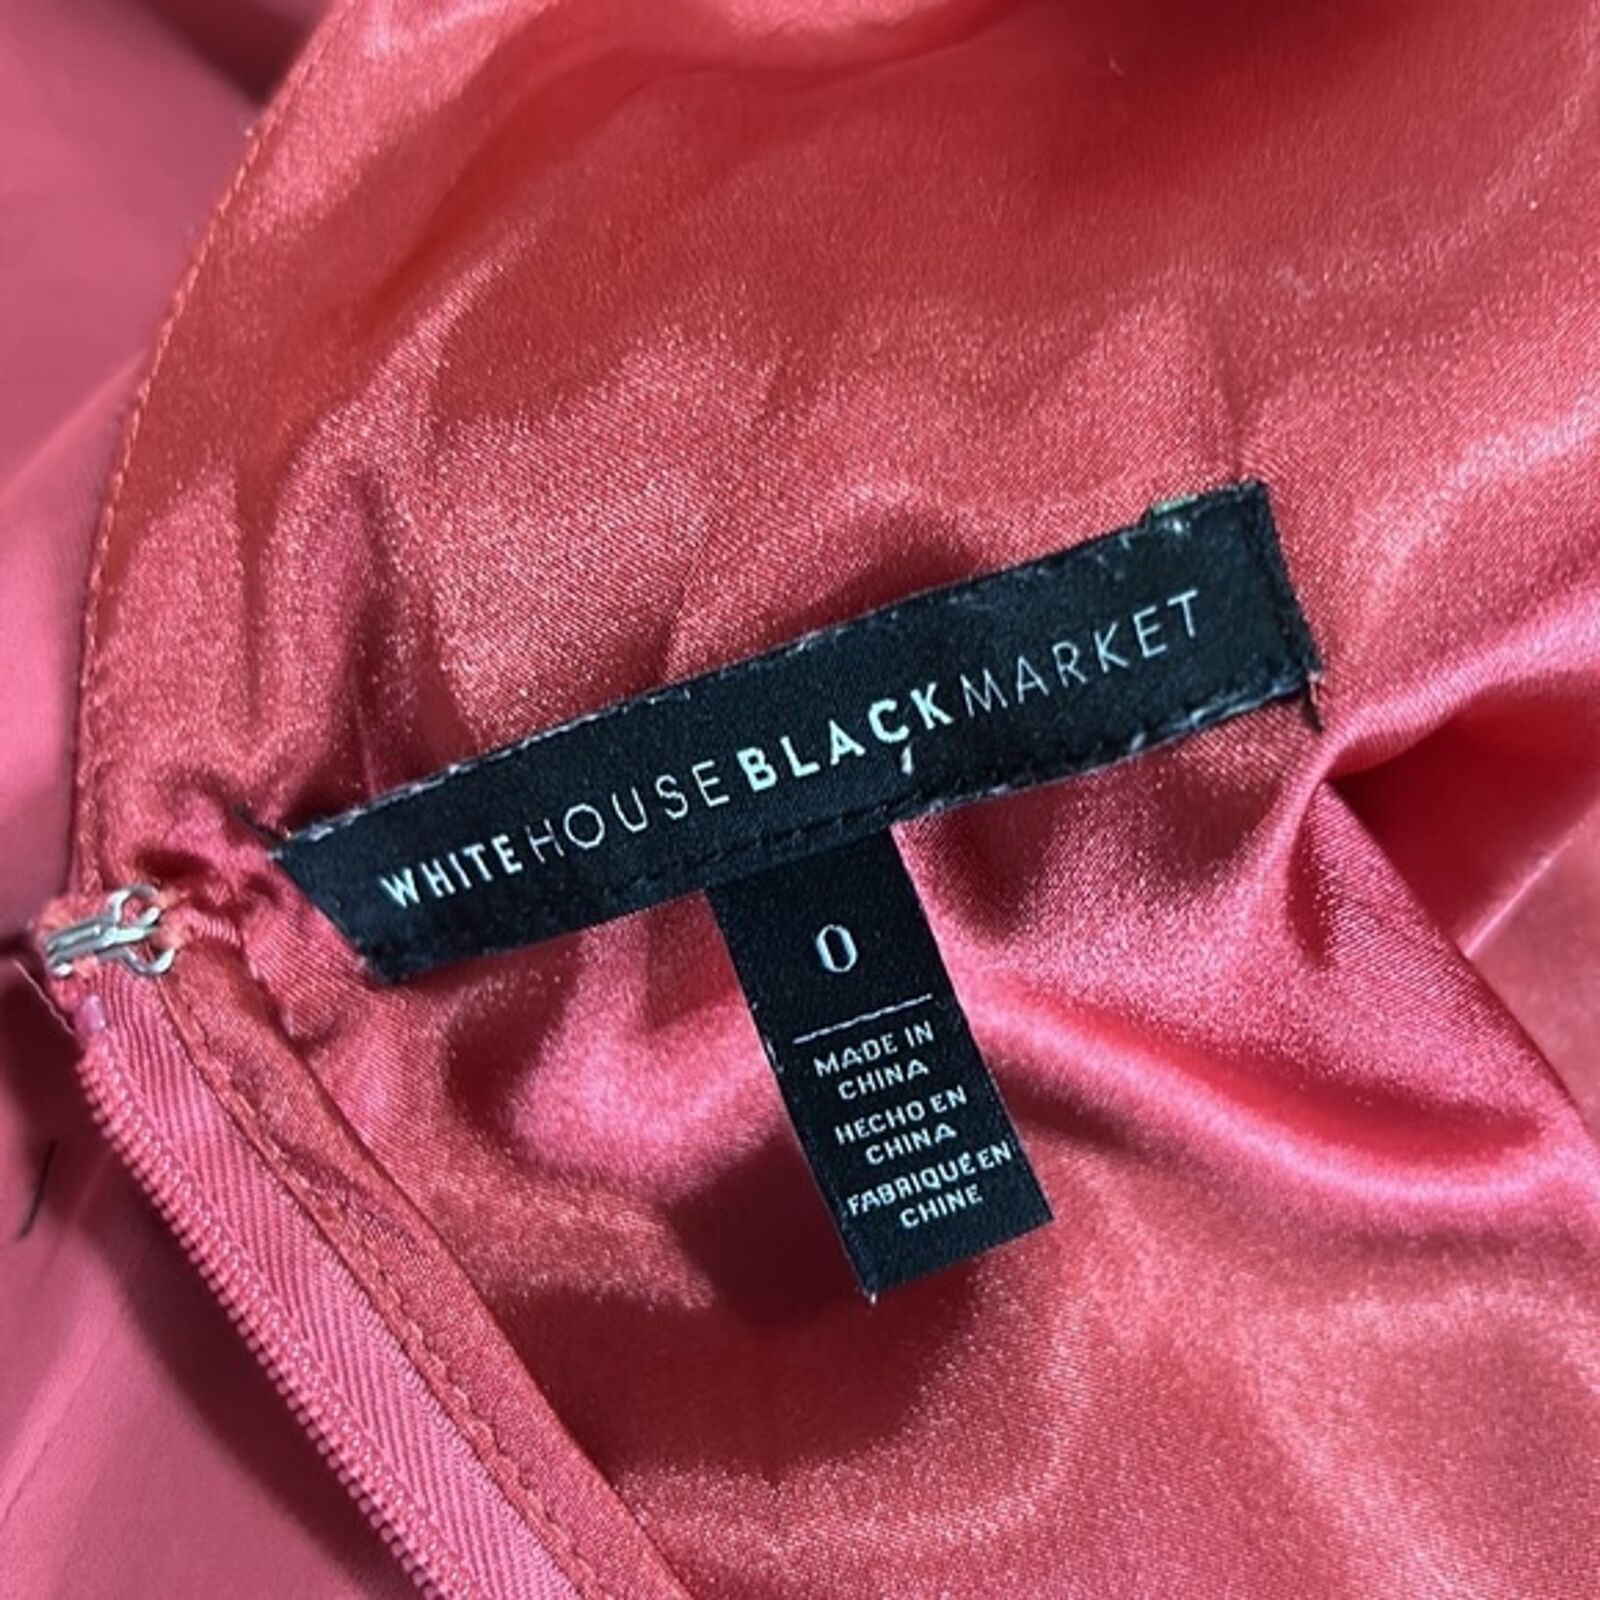 WHITEHOUSEBLACKMARKET
0
MADE IN
CHINA
HECHO EN
CHINA
FABRIQUÉ EN
CHINE